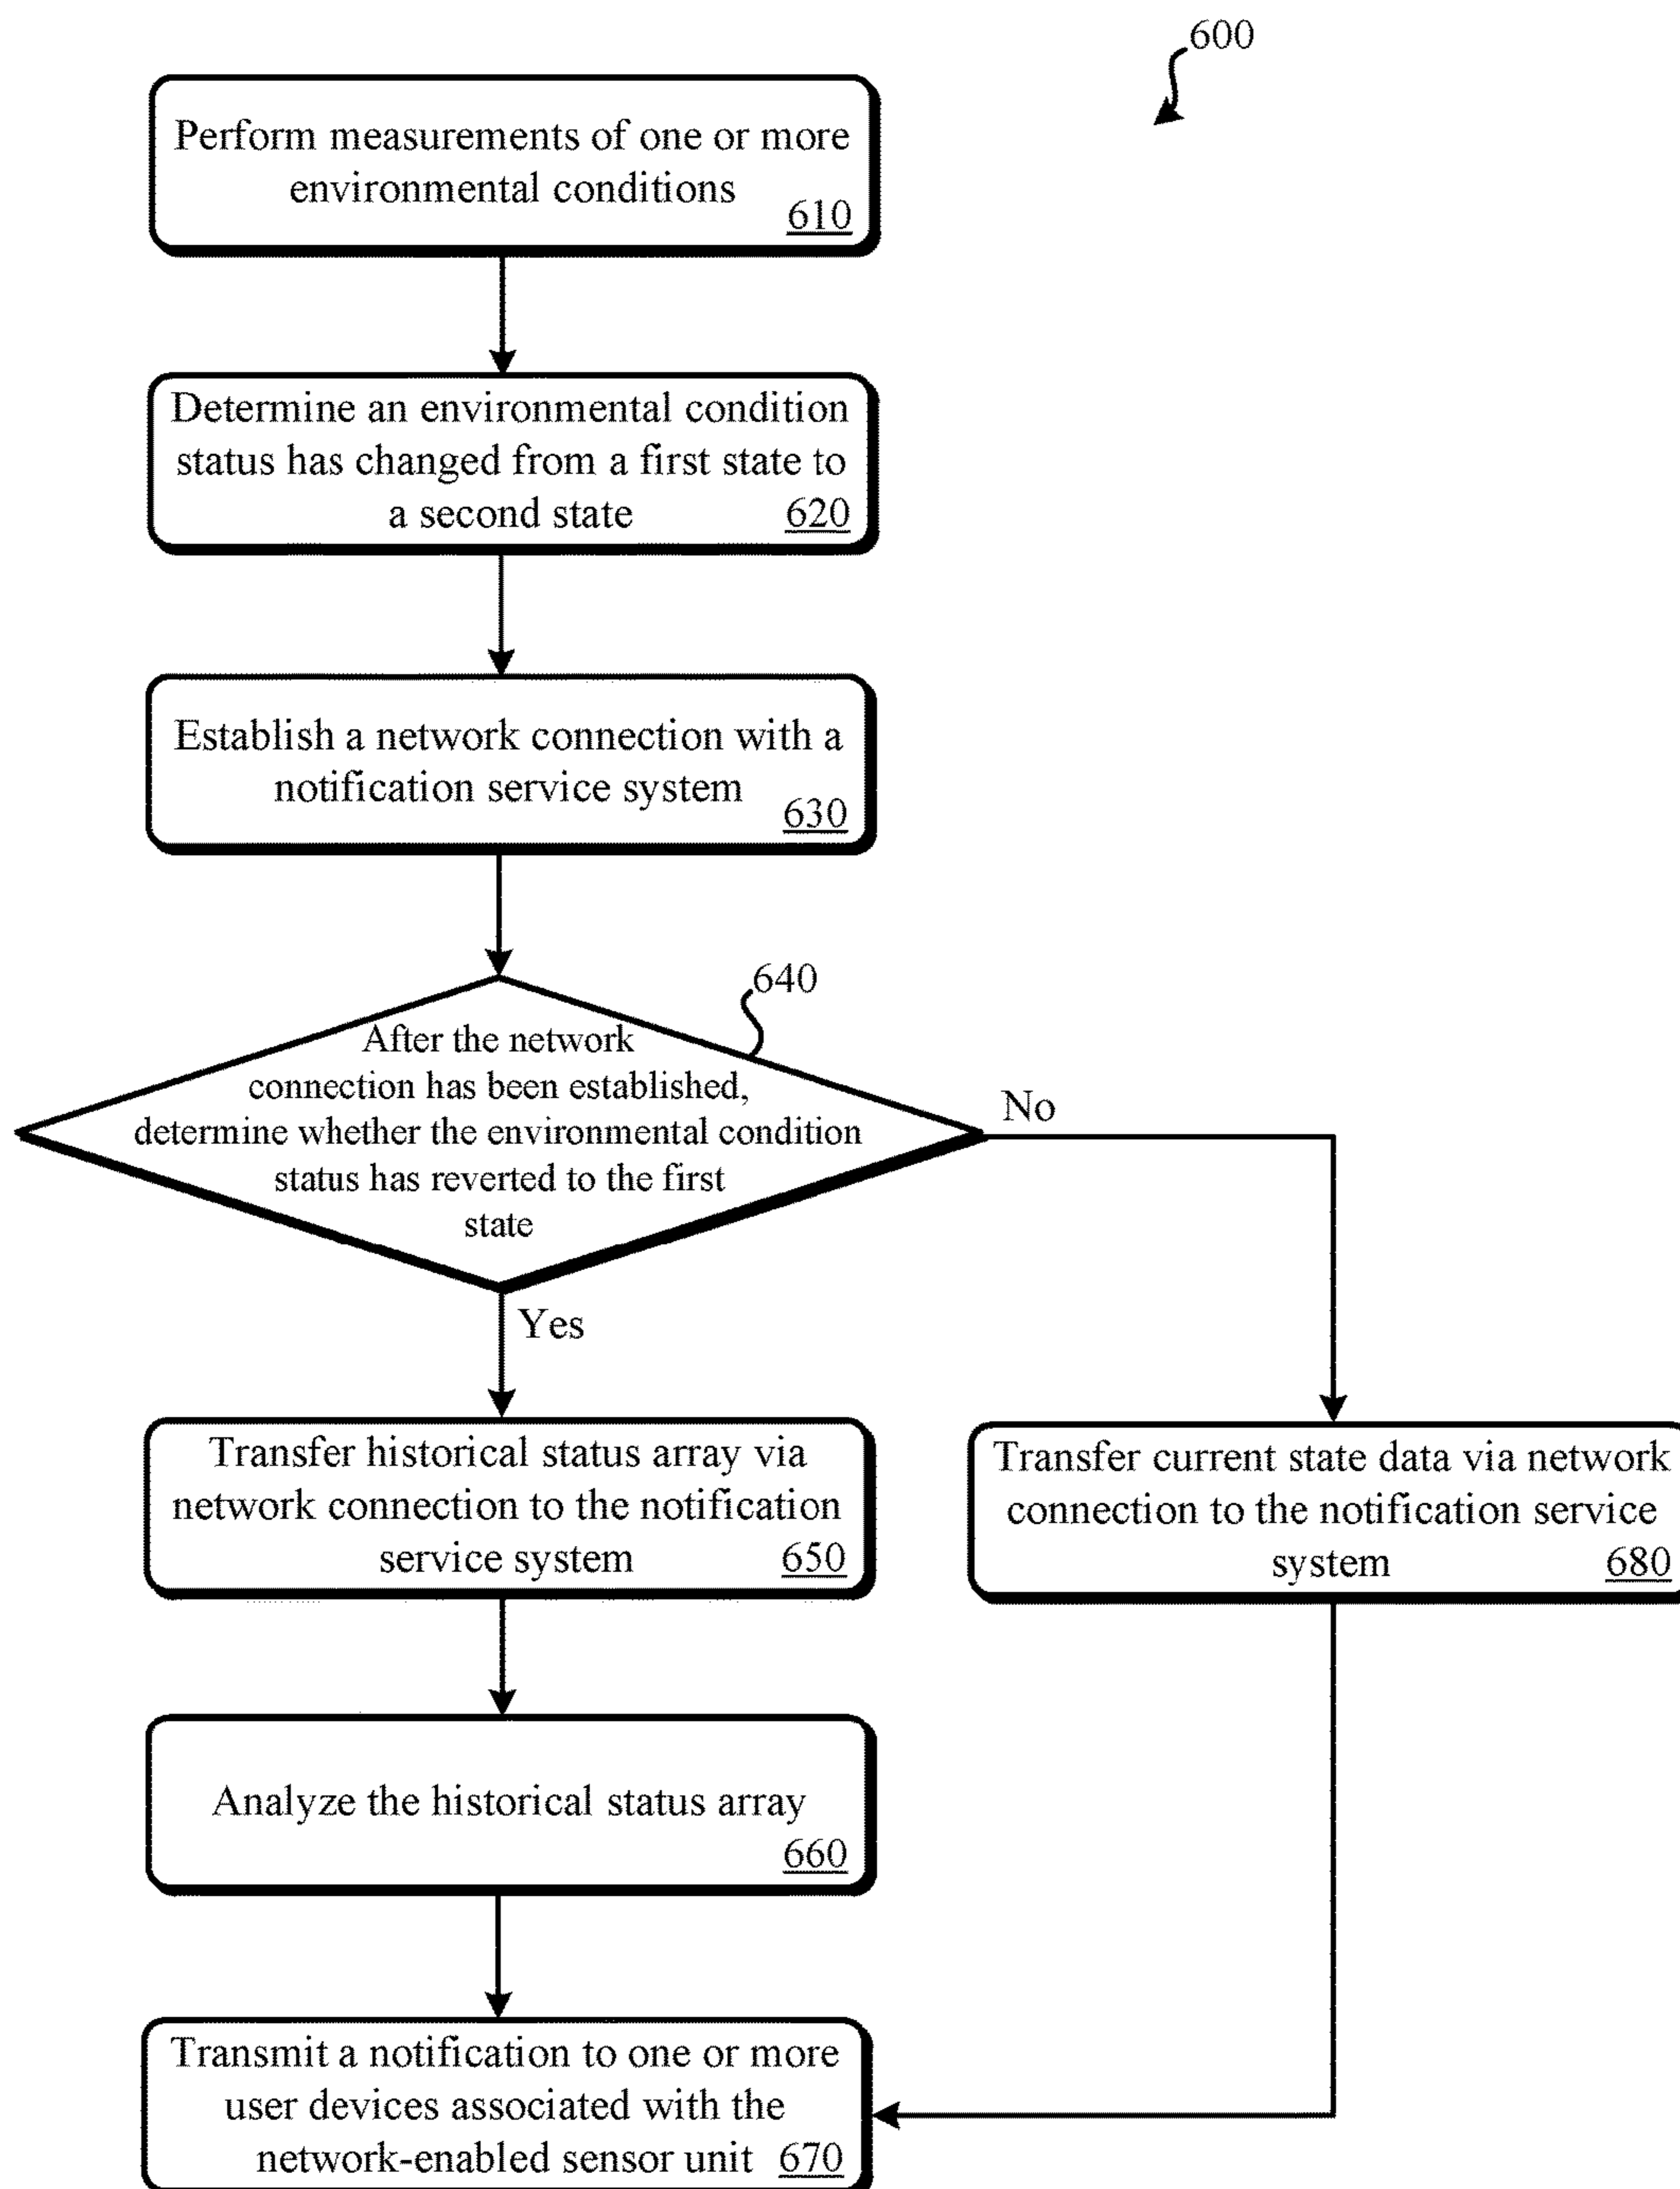 600
Perform measurements of one or more
environmental conditions
610
Determine an environmental condition
status has changed from a first state to
a second state 620
Establish a network connection with a
notification service system
630
640
After the network
connection has been established,
determine whether the environmental condition
status has reverted to the first
state
No
Yes
Transfer historical status array via
network connection to the notification
service system 650
Transfer current state data via network
connection to the notification service
system 680
Analyze the historical status array
660
Transmit a notification to one or more
user devices associated with the
network-enabled sensor unit 670